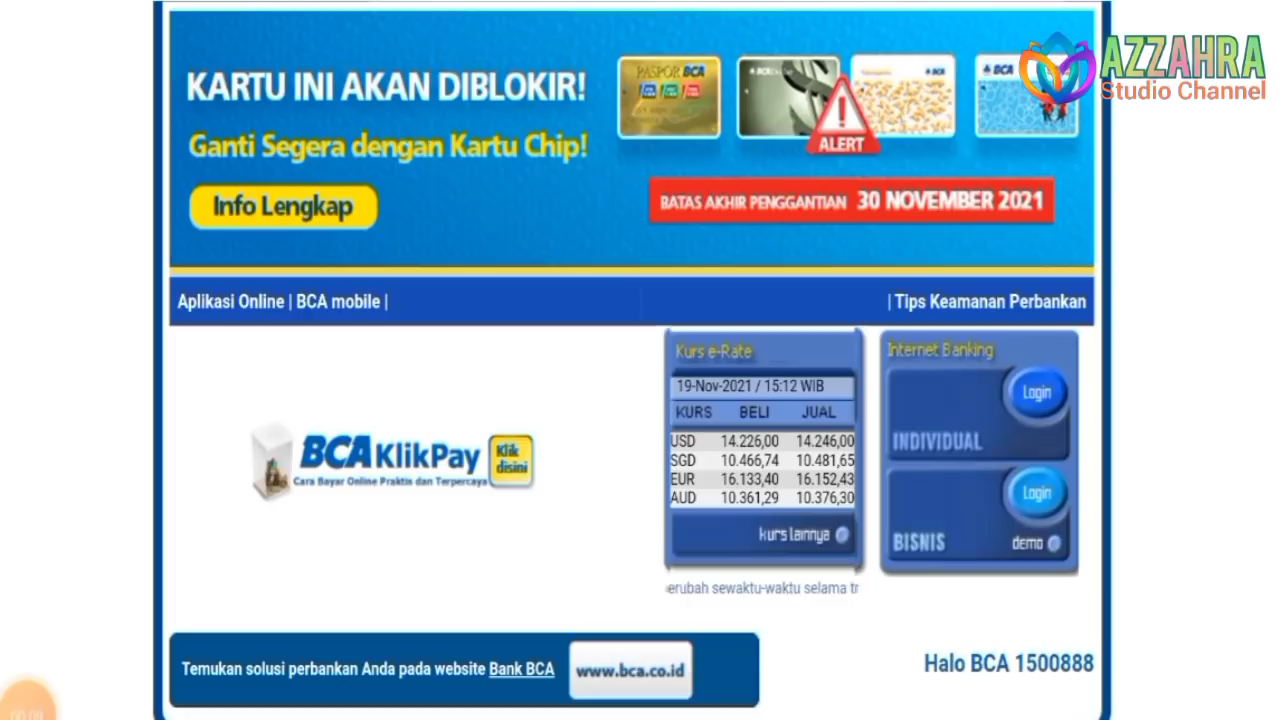 AZZAHRA
Studio Channel
KARTU INI AKAN DIBLOKIR!
Ganti Segera dengan Kartu Chip!
Info Lengkap
PASPOR BCA
BCA
BCA
ALERT
BATAS AKHIR PENGGANTIAN 30 NOVEMBER 2021
Aplikasi Online | BCA mobile |
| Tips Keamanan Perbankan
BCA KlikPay
Cara Bayar Online Praktis dan Terpercaya
Klik
disini
Kurs e-Rate
19-Nov-2021 / 15:12 WIB
KURS BELI JUAL
USD 14.226,00 14.246,00
SGD 10.466,74 10.481,65
EUR 16.133,40 16.152,43
AUD 10.361,29 10.376,30
kurs lainnya
erubah sewaktu-waktu selama tr
Internet Banking
Login
INDIVIDUAL
Login
BISNIS
demo
Temukan solusi perbankan Anda pada website Bank BCA
www.bca.co.id
Halo BCA 1500888